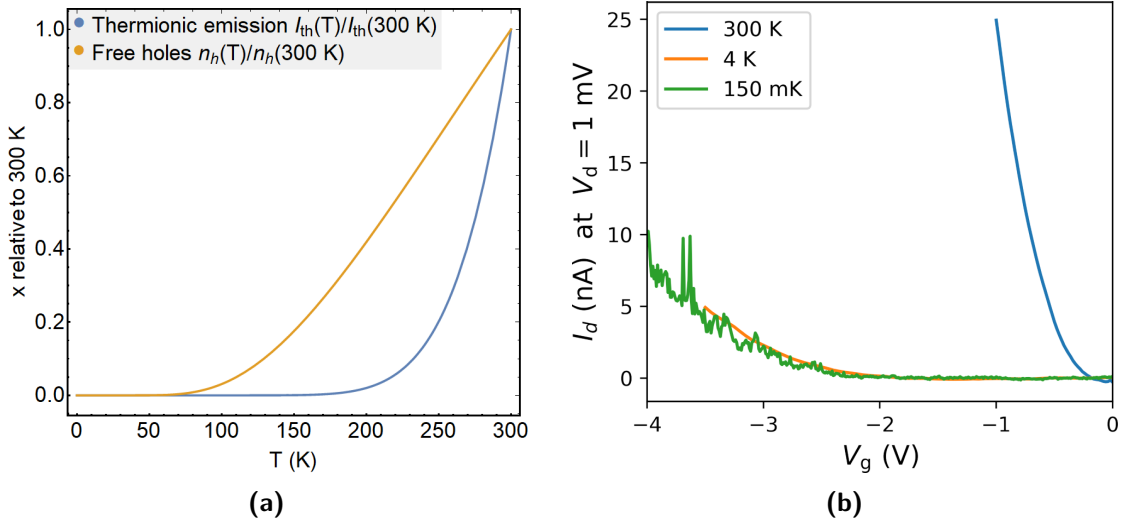 Thermionic emission I_th(T)/I_th(300 K)
Free holes n_h(T)/n_h(300 K)
x relative to 300 K
1.0
0.8
0.6
0.4
0.2
0.0
0
50
100
150
200
250
300
T (K)
(a)
300 K
4 K
150 mK
I_d (nA) at V_d = 1 mV
25
20
15
10
5
0
−4
−3
−2
−1
0
V_g (V)
(b)